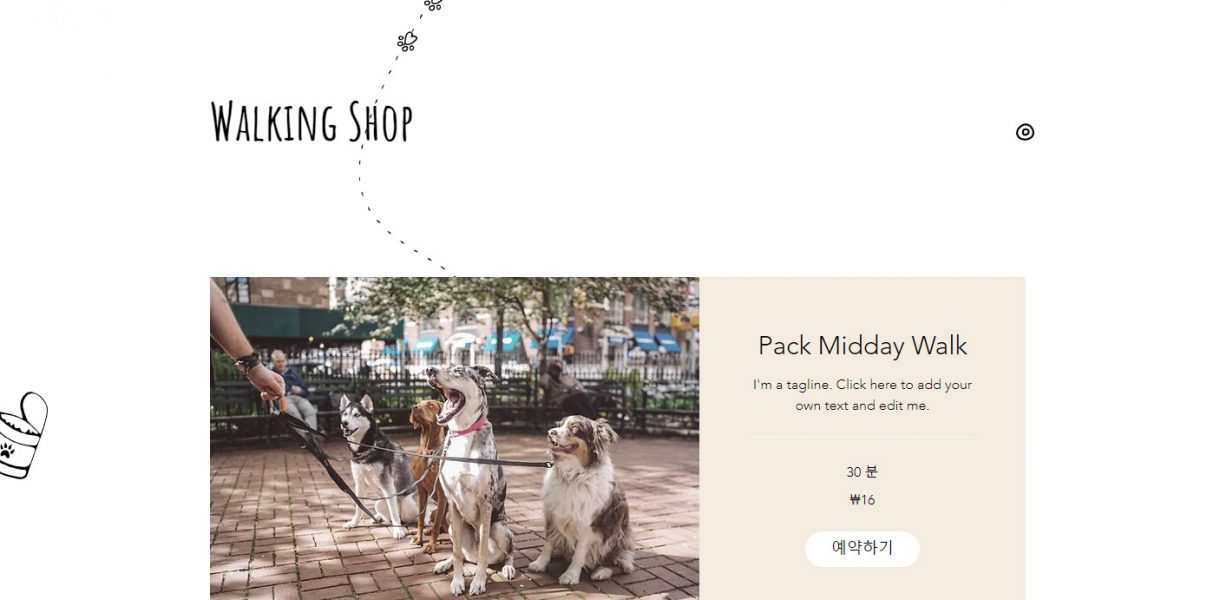 Walking Shop
Pack Midday Walk
I'm a tagline. Click here to add your
own text and edit me.
30 분
₩16
예약하기